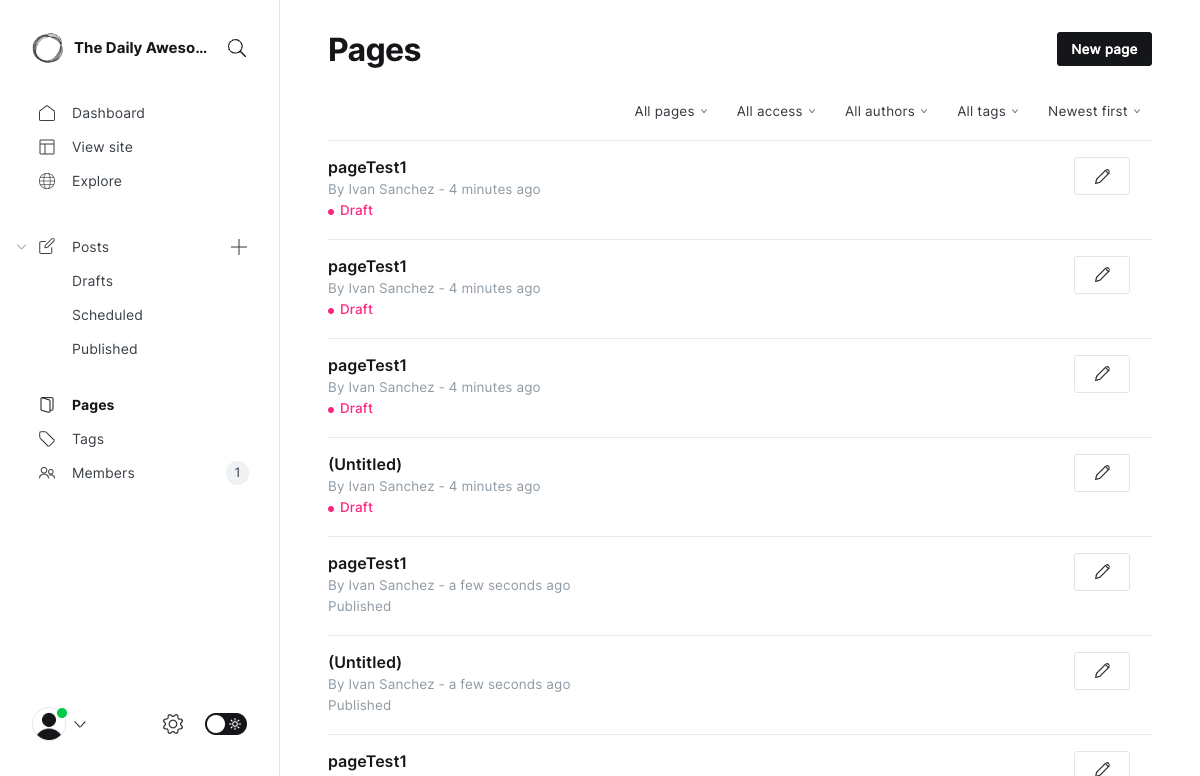 The Daily Aweso...
Dashboard
View site
Explore
Posts
Drafts
Scheduled
Published
Pages
Tags
Members 1
Pages
New page
All pages All access All authors All tags Newest first
pageTest1
By Ivan Sanchez - 4 minutes ago
Draft
pageTest1
By Ivan Sanchez - 4 minutes ago
Draft
pageTest1
By Ivan Sanchez - 4 minutes ago
Draft
(Untitled)
By Ivan Sanchez - 4 minutes ago
Draft
pageTest1
By Ivan Sanchez - a few seconds ago
Published
(Untitled)
By Ivan Sanchez - a few seconds ago
Published
pageTest1